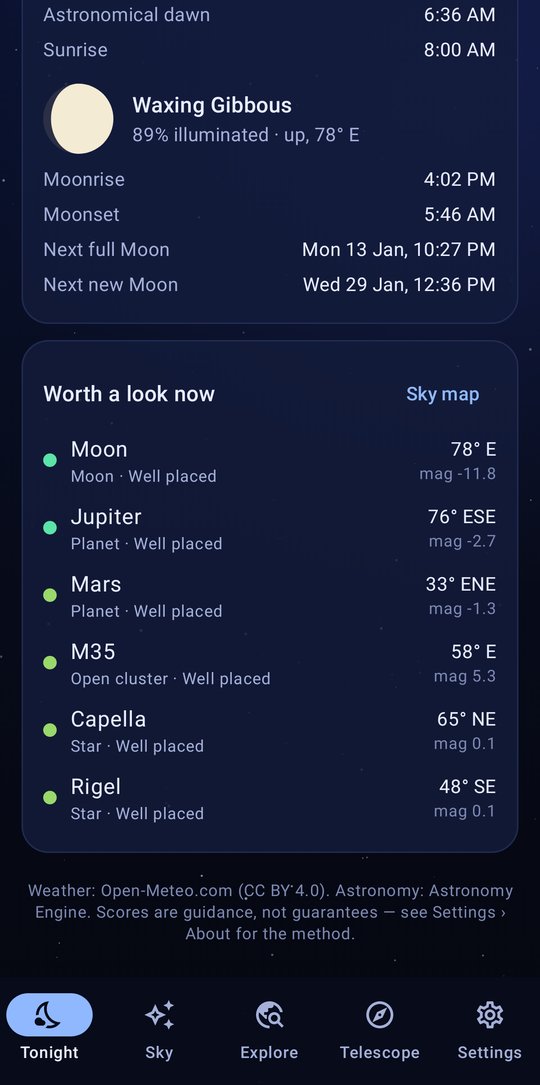 Astronomical dawn 6:36 AM
Sunrise 8:00 AM
Waxing Gibbous
89% illuminated · up, 78° E
Moonrise 4:02 PM
Moonset 5:46 AM
Next full Moon Mon 13 Jan, 10:27 PM
Next new Moon Wed 29 Jan, 12:36 PM
Worth a look now Sky map
Moon 78° E
Moon · Well placed mag -11.8
Jupiter 76° ESE
Planet · Well placed mag -2.7
Mars 33° ENE
Planet · Well placed mag -1.3
M35 58° E
Open cluster · Well placed mag 5.3
Capella 65° NE
Star · Well placed mag 0.1
Rigel 48° SE
Star · Well placed mag 0.1
Weather: Open-Meteo.com (CC BY 4.0). Astronomy: Astronomy
Engine. Scores are guidance, not guarantees — see Settings ›
About for the method.
Tonight Sky Explore Telescope Settings